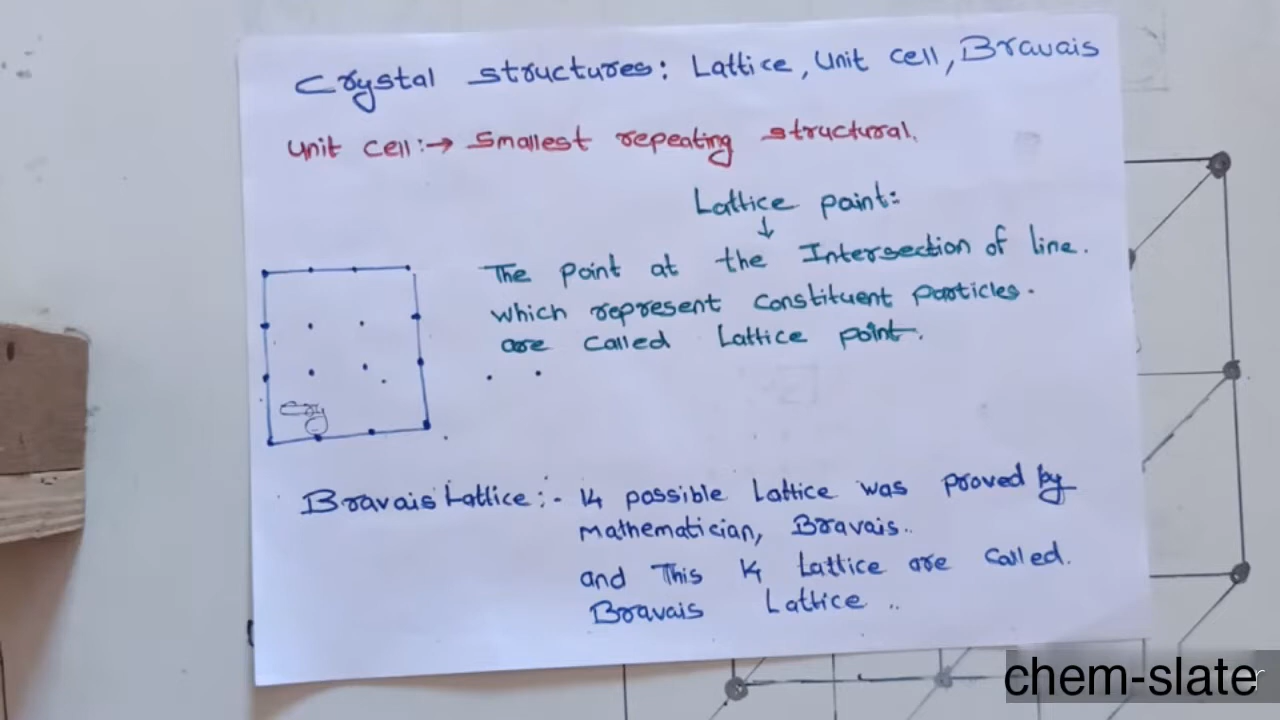 Crystal structures: Lattice, Unit cell, Bravais
Unit cell:→ Smallest repeating structural.
Lattice point:
↓
The point at the Intersection of line.
which represent constituent particles.
are called Lattice point.
Cry
Bravais Lattice:- 14 possible Lattice was proved by
mathematician, Bravais..
and This 14 Lattice are called.
Bravais Lattice ..
chem-slate